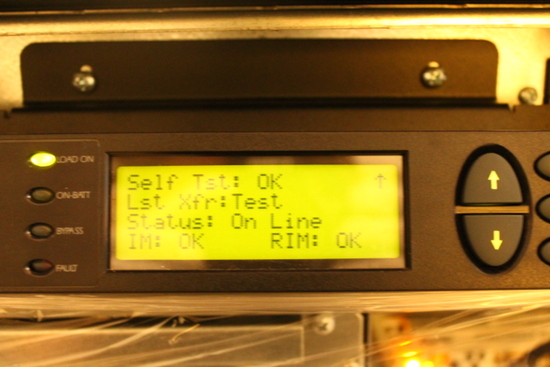 LOAD ON
ON-BATT
BYPASS
FAULT
Self Tst: OK ↑
Lst Xfr:Test
Status: On Line
IM: OK RIM: OK